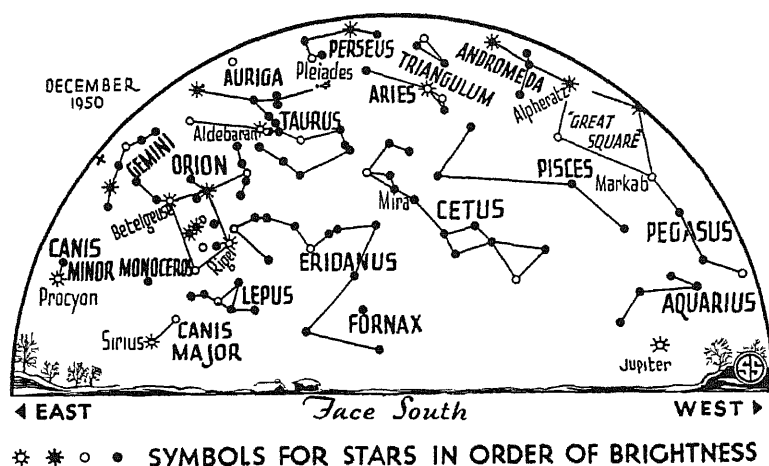 DECEMBER
1950
PERSEUS
Pleiades
AURIGA
TRIANGULUM
ANDROMEDA
Alpheratz
ARIES
"GREAT
SQUARE"
Aldebaran
TAURUS
GEMINI
ORION
Betelgeuse
Mira
CETUS
PISCES
Markab
PEGASUS
CANIS
MINOR
Procyon
MONOCEROS
Rigel
ERIDANUS
LEPUS
FORNAX
AQUARIUS
Sirius
CANIS
MAJOR
Jupiter
EAST
Face South
WEST
SYMBOLS FOR STARS IN ORDER OF BRIGHTNESS